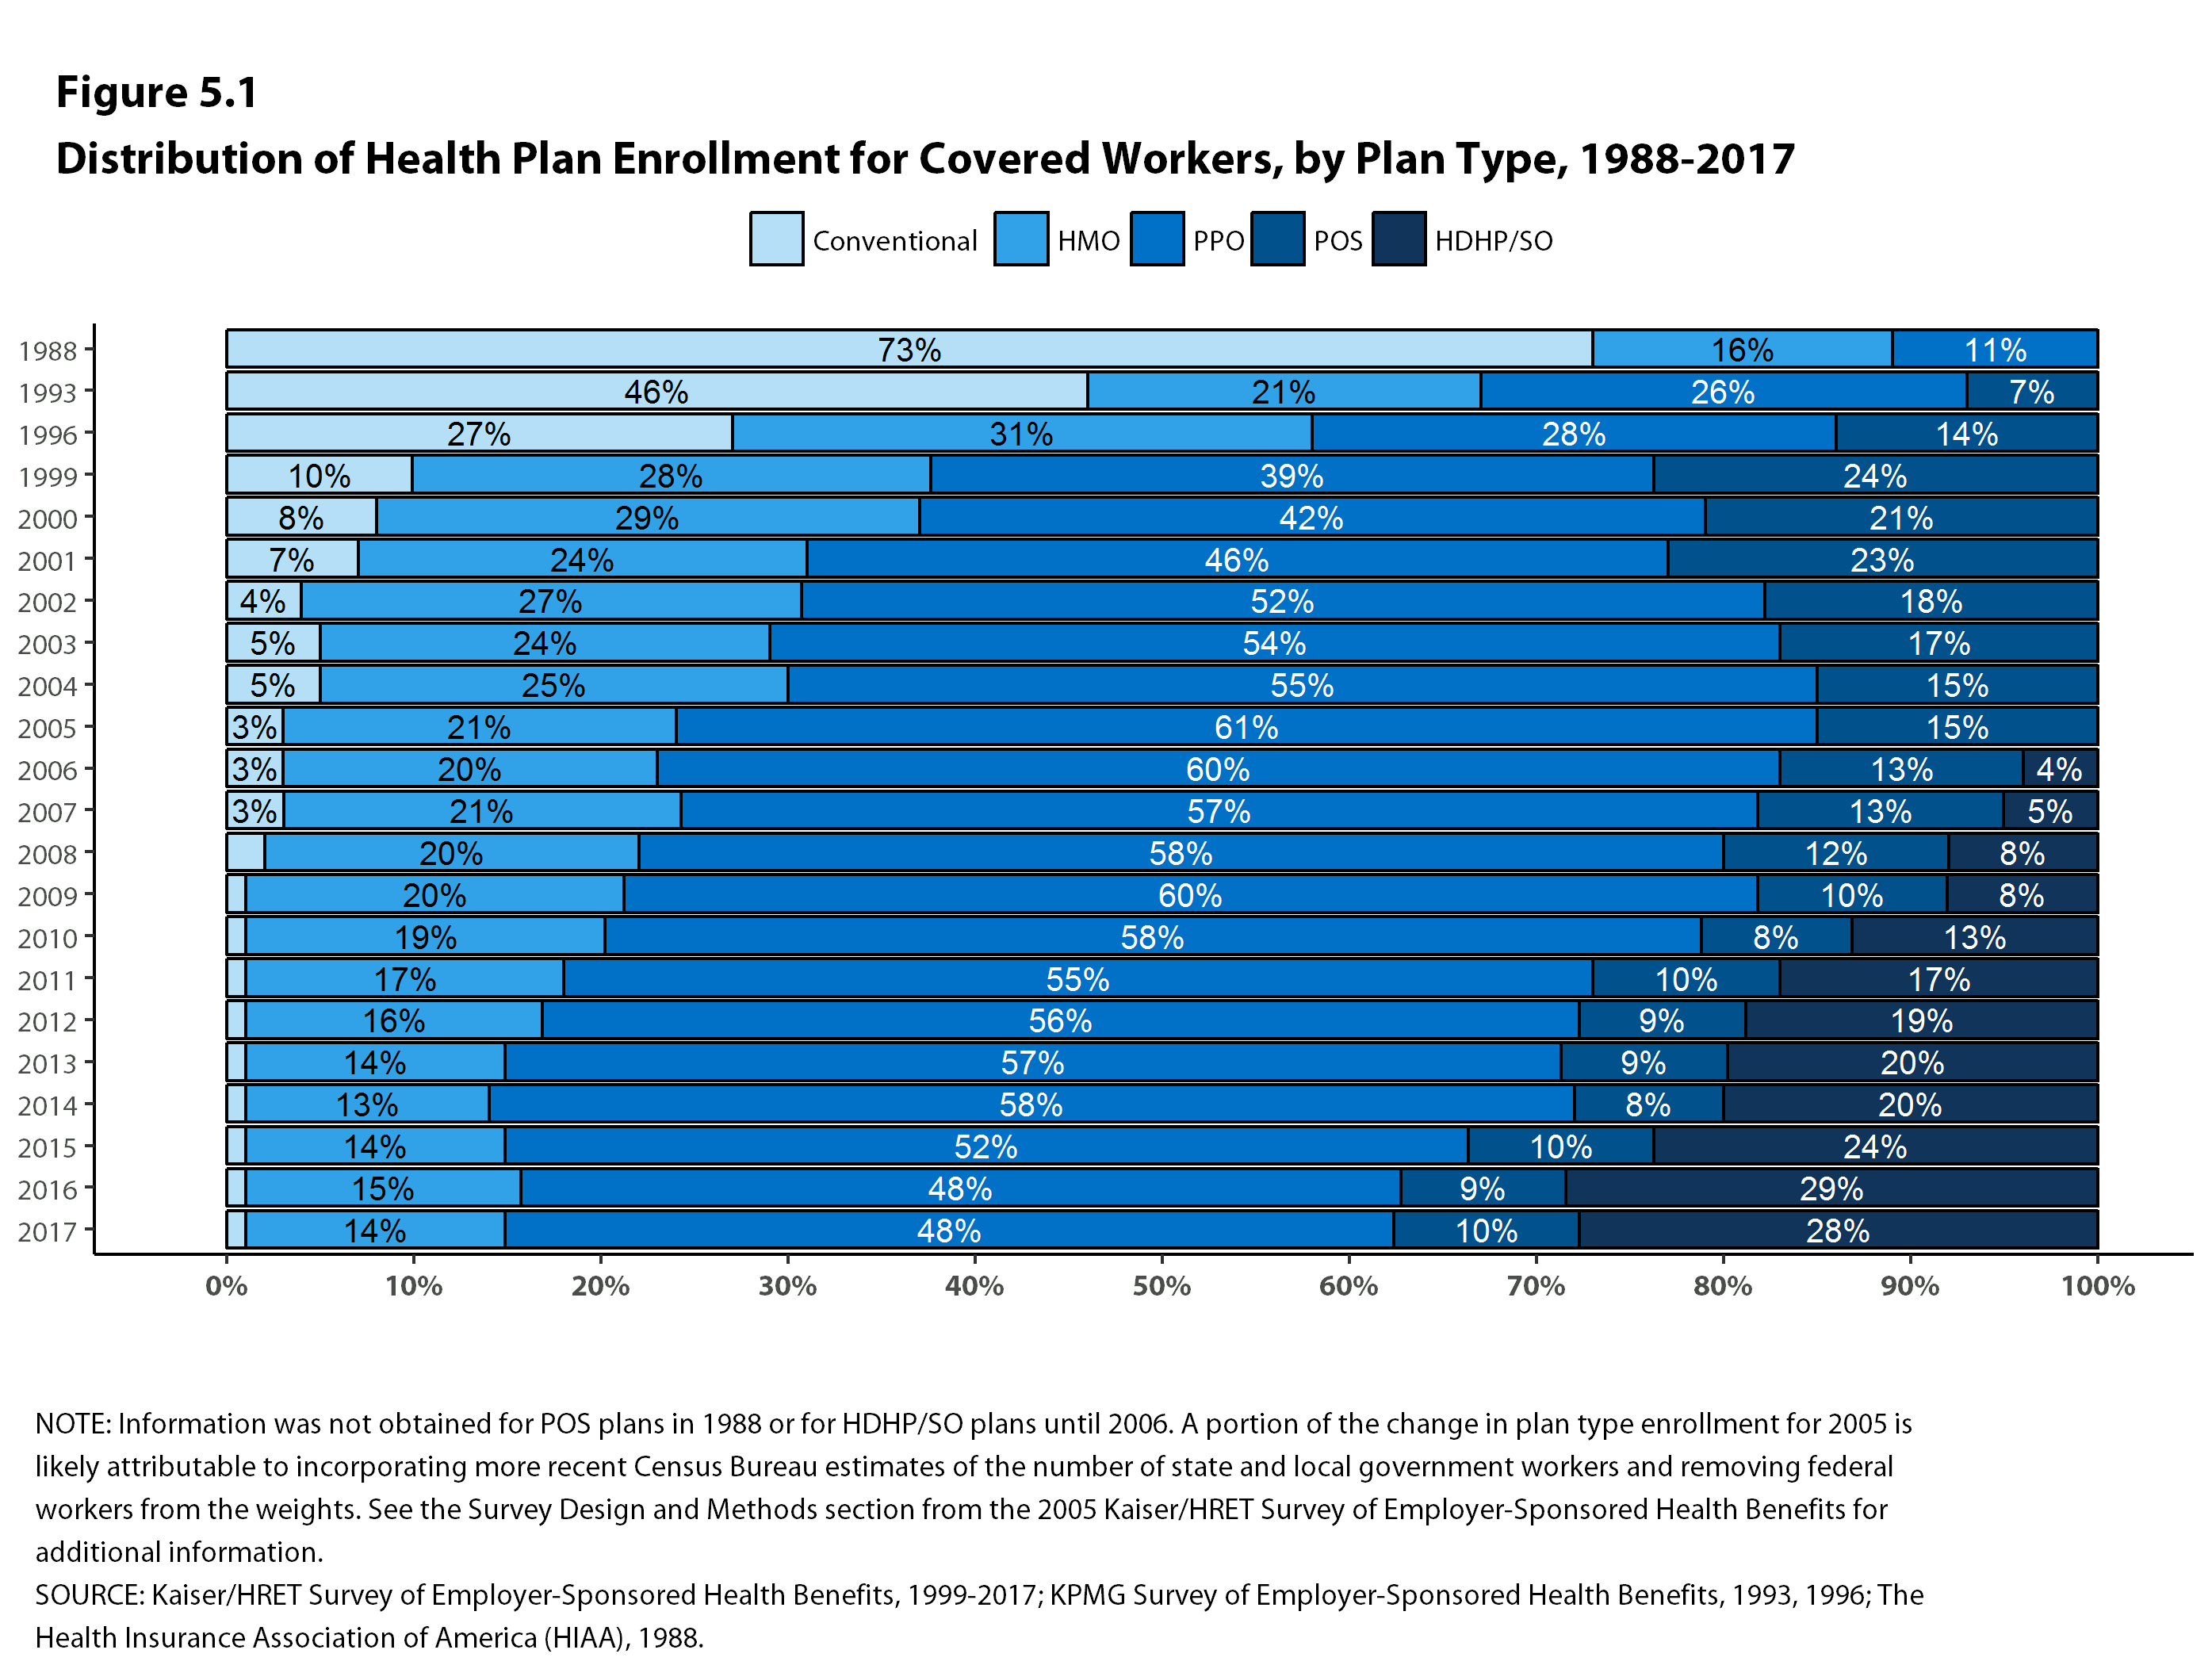 Figure 5.1
Distribution of Health Plan Enrollment for Covered Workers, by Plan Type, 1988-2017
Conventional HMO PPO POS HDHP/SO
1988 73% 16% 11%
1993 46% 21% 26% 7%
1996 27% 31% 28% 14%
1999 10% 28% 39% 24%
2000 8% 29% 42% 21%
2001 7% 24% 46% 23%
2002 4% 27% 52% 18%
2003 5% 24% 54% 17%
2004 5% 25% 55% 15%
2005 3% 21% 61% 15%
2006 3% 20% 60% 13% 4%
2007 3% 21% 57% 13% 5%
2008 20% 58% 12% 8%
2009 20% 60% 10% 8%
2010 19% 58% 8% 13%
2011 17% 55% 10% 17%
2012 16% 56% 9% 19%
2013 14% 57% 9% 20%
2014 13% 58% 8% 20%
2015 14% 52% 10% 24%
2016 15% 48% 9% 29%
2017 14% 48% 10% 28%
0% 10% 20% 30% 40% 50% 60% 70% 80% 90% 100%
NOTE: Information was not obtained for POS plans in 1988 or for HDHP/SO plans until 2006. A portion of the change in plan type enrollment for 2005 is
likely attributable to incorporating more recent Census Bureau estimates of the number of state and local government workers and removing federal
workers from the weights. See the Survey Design and Methods section from the 2005 Kaiser/HRET Survey of Employer-Sponsored Health Benefits for
additional information.
SOURCE: Kaiser/HRET Survey of Employer-Sponsored Health Benefits, 1999-2017; KPMG Survey of Employer-Sponsored Health Benefits, 1993, 1996; The
Health Insurance Association of America (HIAA), 1988.